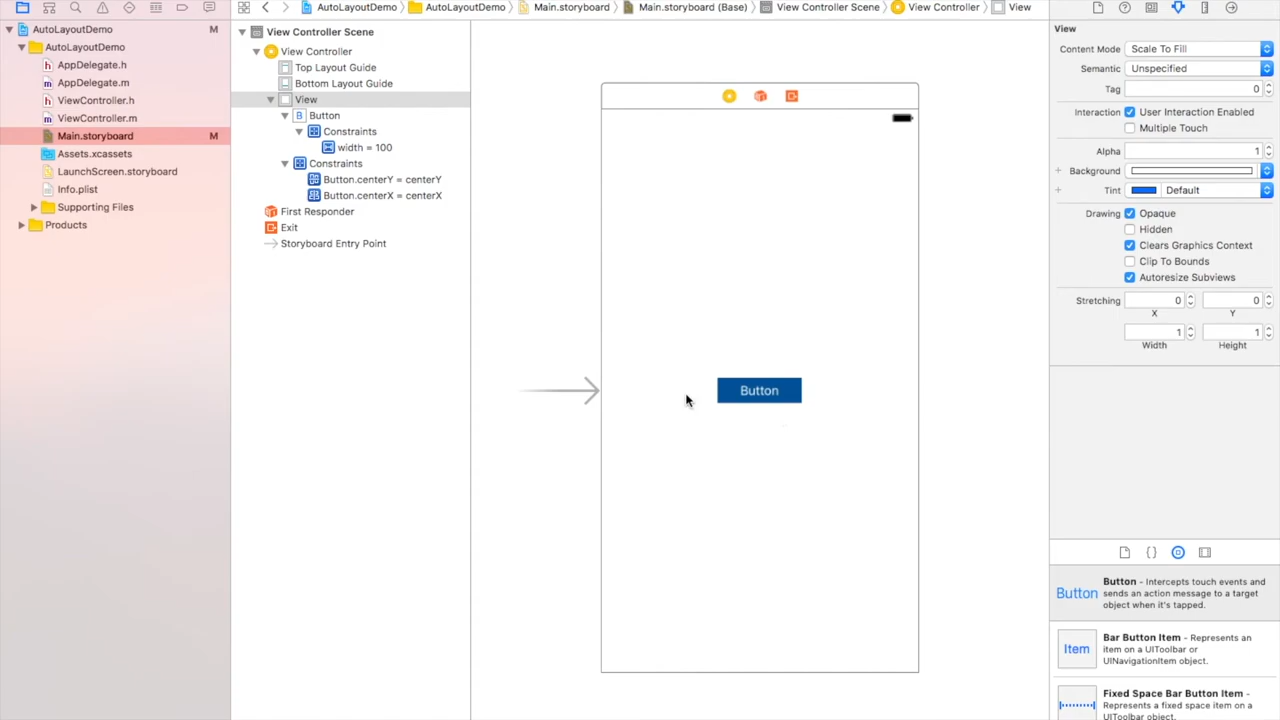 AutoLayoutDemo
AutoLayoutDemo
Main.storyboard
Main.storyboard (Base)
View Controller Scene
View Controller
View
AutoLayoutDemo M
AutoLayoutDemo
AppDelegate.h
AppDelegate.m
ViewController.h
ViewController.m
Main.storyboard M
Assets.xcassets
LaunchScreen.storyboard
Info.plist
Supporting Files
Products
View Controller Scene
View Controller
Top Layout Guide
Bottom Layout Guide
View
B Button
Constraints
width = 100
Constraints
Button.centerY = centerY
Button.centerX = centerX
First Responder
Exit
Storyboard Entry Point
Button
View
Content Mode Scale To Fill
Semantic Unspecified
Tag 0
Interaction User Interaction Enabled
Multiple Touch
Alpha 1
+ Background
+ Tint Default
Drawing Opaque
Hidden
Clears Graphics Context
Clip To Bounds
Autoresize Subviews
Stretching 0 0
X Y
1 1
Width Height
Button
Button - Intercepts touch events and
sends an action message to a target
object when it's tapped.
Item
Bar Button Item - Represents an
item on a UIToolbar or
UINavigationItem object.
Fixed Space Bar Button Item -
Represents a fixed space item on a
UIToolbar object.